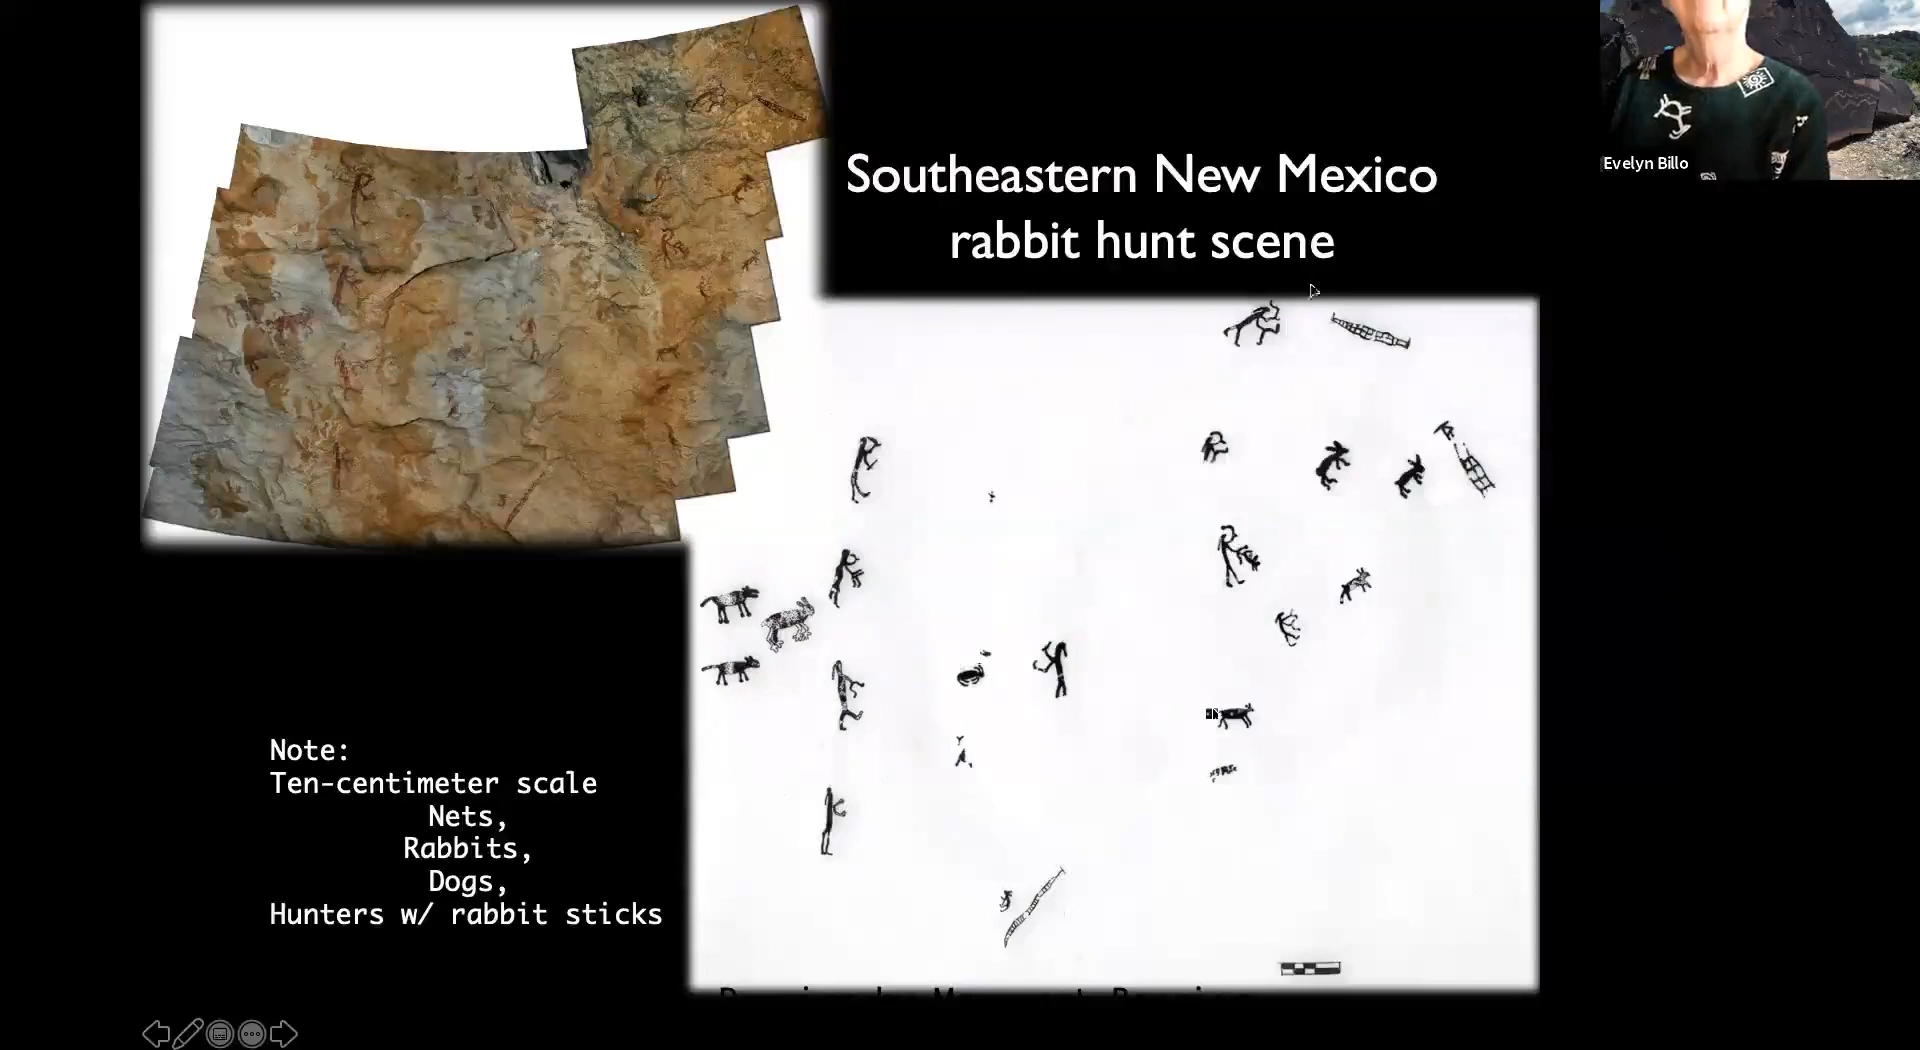 Southeastern New Mexico
rabbit hunt scene
Evelyn Billo
Note:
Ten-centimeter scale
Nets,
Rabbits,
Dogs,
Hunters w/ rabbit sticks